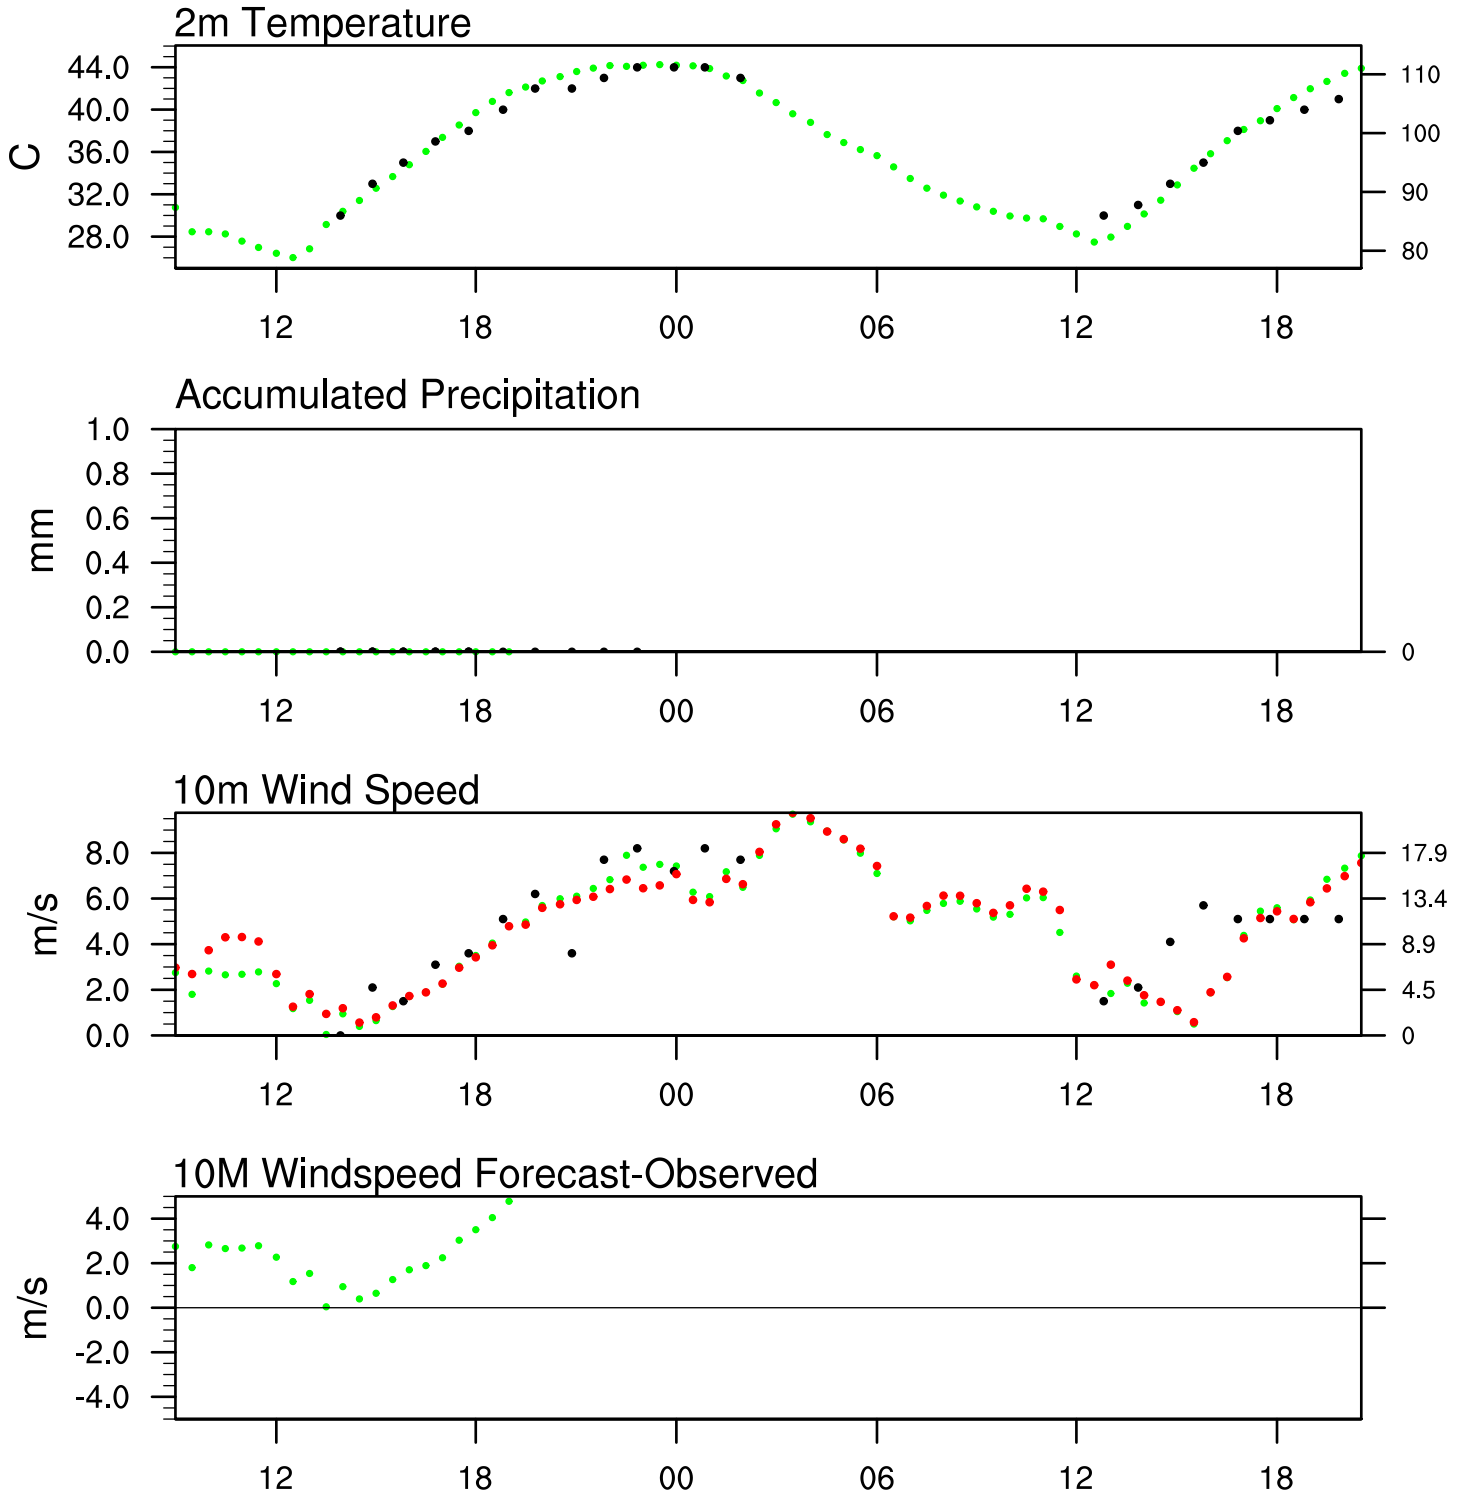 2m Temperature
44.0
40.0
36.0
32.0
28.0
C
110
100
90
80
12 18 00 06 12 18
Accumulated Precipitation
1.0
0.8
0.6
0.4
0.2
0.0
mm
0
12 18 00 06 12 18
10m Wind Speed
8.0
6.0
4.0
2.0
0.0
m/s
17.9
13.4
8.9
4.5
0
12 18 00 06 12 18
10M Windspeed Forecast-Observed
4.0
2.0
0.0
-2.0
-4.0
m/s
12 18 00 06 12 18